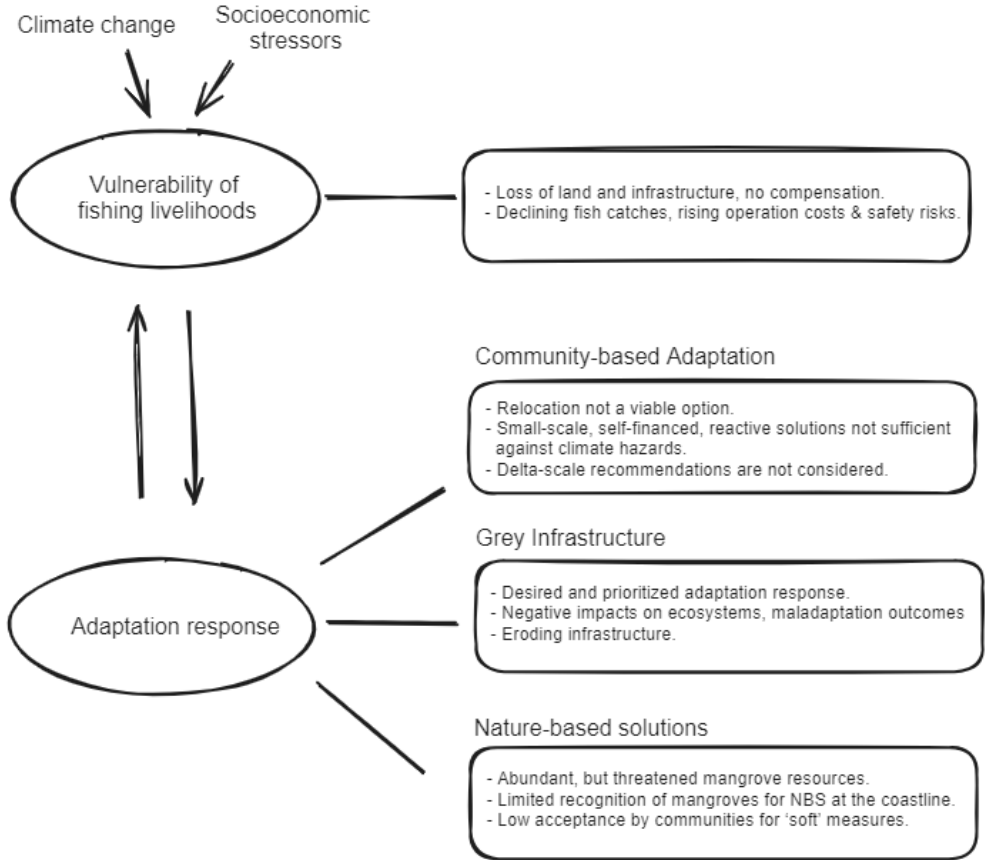 Climate change
Socioeconomic
stressors
Vulnerability of
fishing livelihoods
- Loss of land and infrastructure, no compensation.
- Declining fish catches, rising operation costs & safety risks.
Community-based Adaptation
- Relocation not a viable option.
- Small-scale, self-financed, reactive solutions not sufficient
against climate hazards.
- Delta-scale recommendations are not considered.
Grey Infrastructure
- Desired and prioritized adaptation response.
- Negative impacts on ecosystems, maladaptation outcomes
- Eroding infrastructure.
Adaptation response
Nature-based solutions
- Abundant, but threatened mangrove resources.
- Limited recognition of mangroves for NBS at the coastline.
- Low acceptance by communities for ‘soft’ measures.